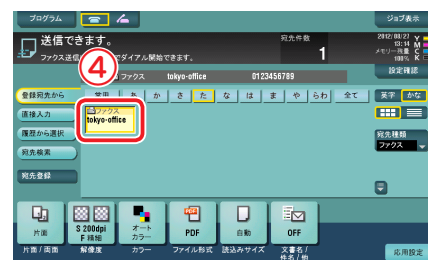 プログラム
ジョブ表示
送信できます。
宛先件数
1
ファクス送信
ダイアル開始できます。
2012/08/27
13:14
メモリー残量
100%
Y
M
C
K
設定確認
④
ファクス
tokyo-office
0123456789
登録宛先から
常用
あ
か
さ
た
な
は
ま
や
らわ
全て
英字
かな
直接入力
履歴から選択
宛先検索
宛先登録
ファクス
tokyo-office
宛先種類
ファクス
片面
片面/両面
S 200dpi
F 精細
解像度
オート
カラー
カラー
PDF
ファイル形式
自動
読込みサイズ
OFF
文書名/
件名/他
応用設定